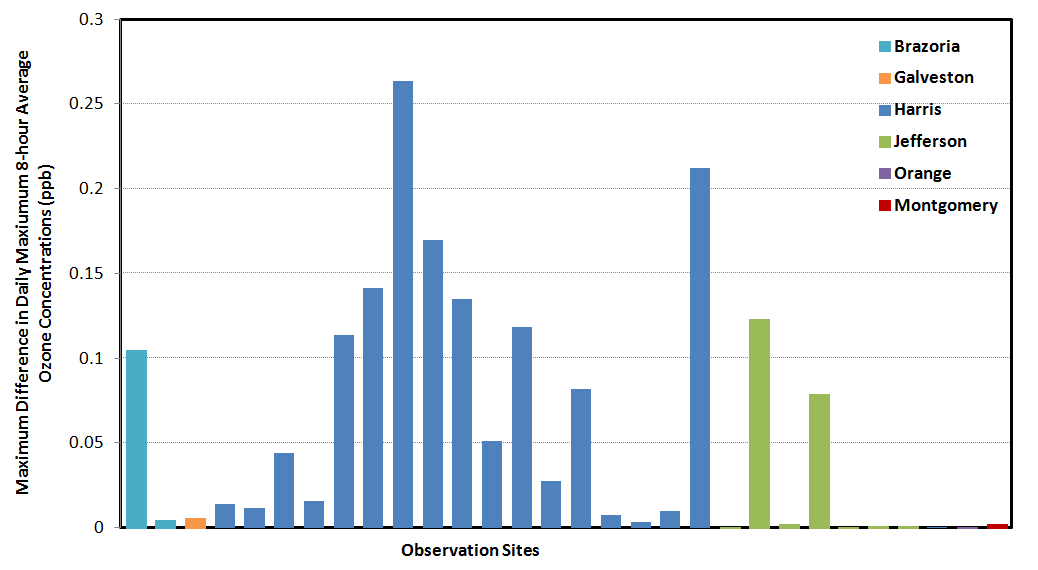 Maximum Difference in Daily Maxiumum 8-hour Average
Ozone Concentrations (ppb)
0.3
0.25
0.2
0.15
0.1
0.05
0
Brazoria
Galveston
Harris
Jefferson
Orange
Montgomery
Observation Sites